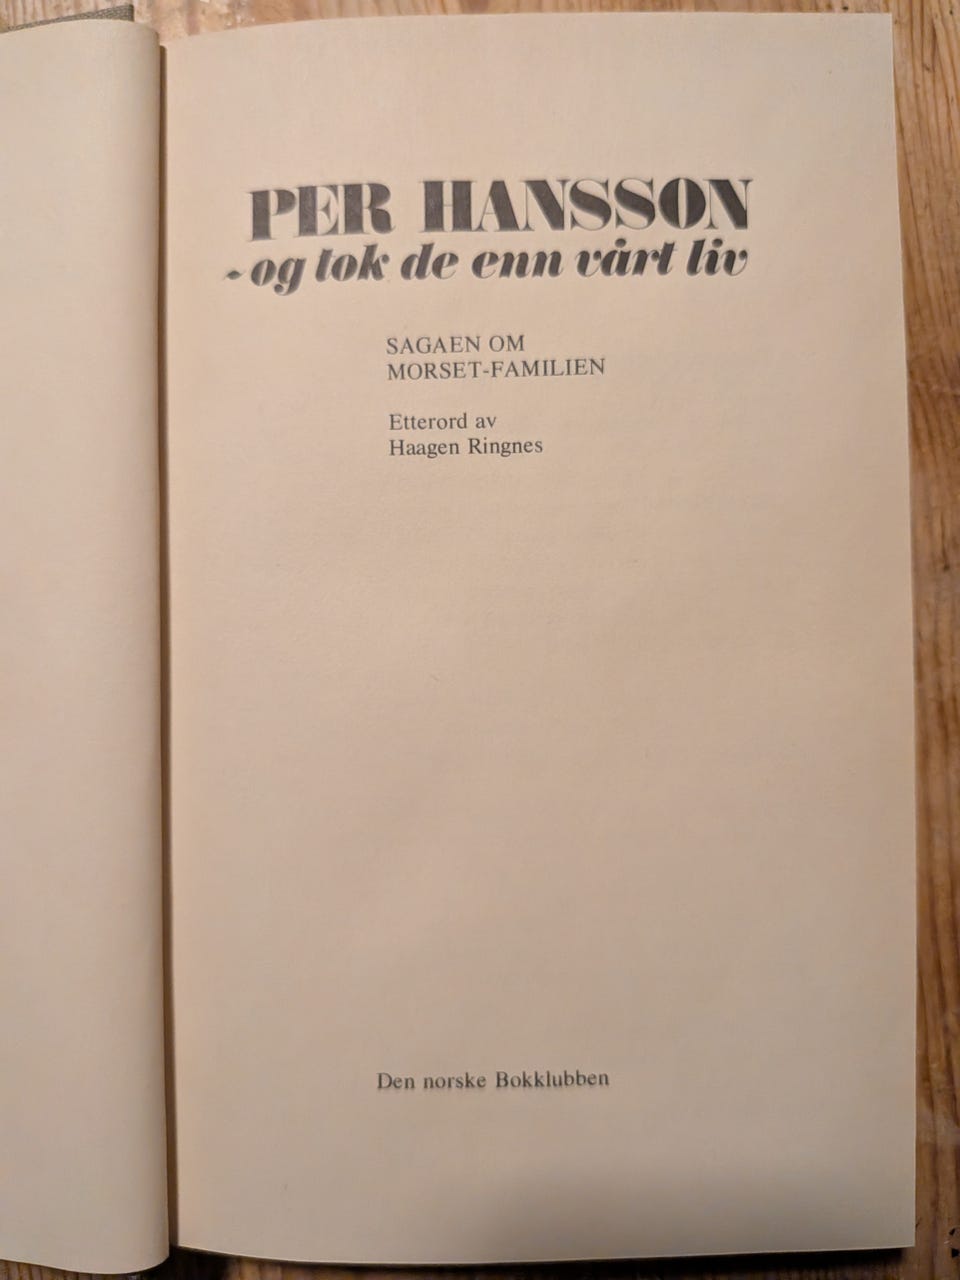 PER HANSSON
- og tok de enn vårt liv
SAGAEN OM
MORSET-FAMILIEN
Etterord av
Haagen Ringnes
Den norske Bokklubben